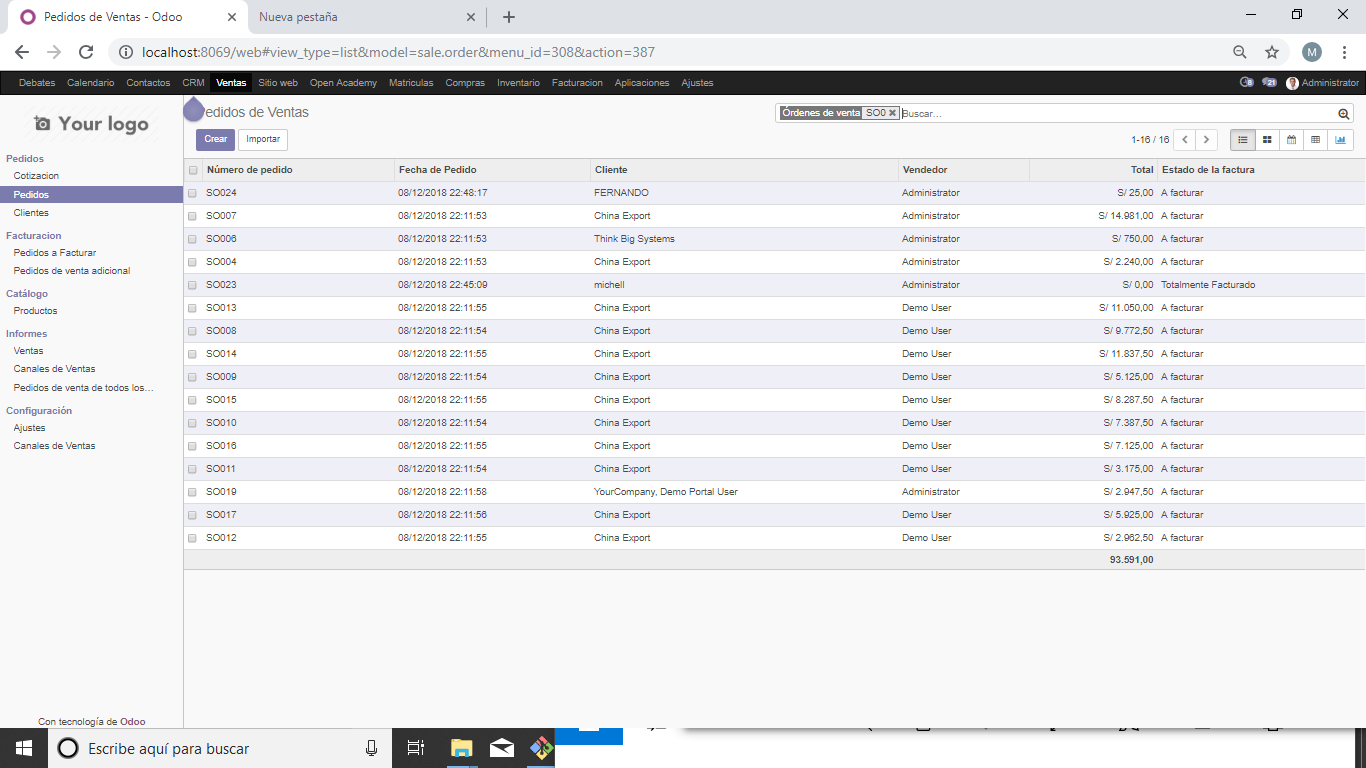 Pedidos de Ventas - Odoo
Nueva pestaña
localhost:8069/web#view_type=list&model=sale.order&menu_id=308&action=387
M
Debates Calendario Contactos CRM Ventas Sitio web Open Academy Matriculas Compras Inventario Facturacion Aplicaciones Ajustes 8 21 Administrator
Your logo
Pedidos
Cotizacion
Pedidos
Clientes
Facturacion
Pedidos a Facturar
Pedidos de venta adicional
Catálogo
Productos
Informes
Ventas
Canales de Ventas
Pedidos de venta de todos los...
Configuración
Ajustes
Canales de Ventas
Con tecnología de Odoo
edidos de Ventas
Órdenes de venta SO0 Buscar...
Crear Importar
1-16 / 16
Número de pedido Fecha de Pedido Cliente Vendedor Total Estado de la factura
SO024 08/12/2018 22:48:17 FERNANDO Administrator S/ 25,00 A facturar
SO007 08/12/2018 22:11:53 China Export Administrator S/ 14.981,00 A facturar
SO006 08/12/2018 22:11:53 Think Big Systems Administrator S/ 750,00 A facturar
SO004 08/12/2018 22:11:53 China Export Administrator S/ 2.240,00 A facturar
SO023 08/12/2018 22:45:09 michell Administrator S/ 0,00 Totalmente Facturado
SO013 08/12/2018 22:11:55 China Export Demo User S/ 11.050,00 A facturar
SO008 08/12/2018 22:11:54 China Export Demo User S/ 9.772,50 A facturar
SO014 08/12/2018 22:11:55 China Export Demo User S/ 11.837,50 A facturar
SO009 08/12/2018 22:11:54 China Export Demo User S/ 5.125,00 A facturar
SO015 08/12/2018 22:11:55 China Export Demo User S/ 8.287,50 A facturar
SO010 08/12/2018 22:11:54 China Export Demo User S/ 7.387,50 A facturar
SO016 08/12/2018 22:11:55 China Export Demo User S/ 7.125,00 A facturar
SO011 08/12/2018 22:11:54 China Export Demo User S/ 3.175,00 A facturar
SO019 08/12/2018 22:11:58 YourCompany, Demo Portal User Administrator S/ 2.947,50 A facturar
SO017 08/12/2018 22:11:56 China Export Demo User S/ 5.925,00 A facturar
SO012 08/12/2018 22:11:55 China Export Demo User S/ 2.962,50 A facturar
93.591,00
Escribe aquí para buscar